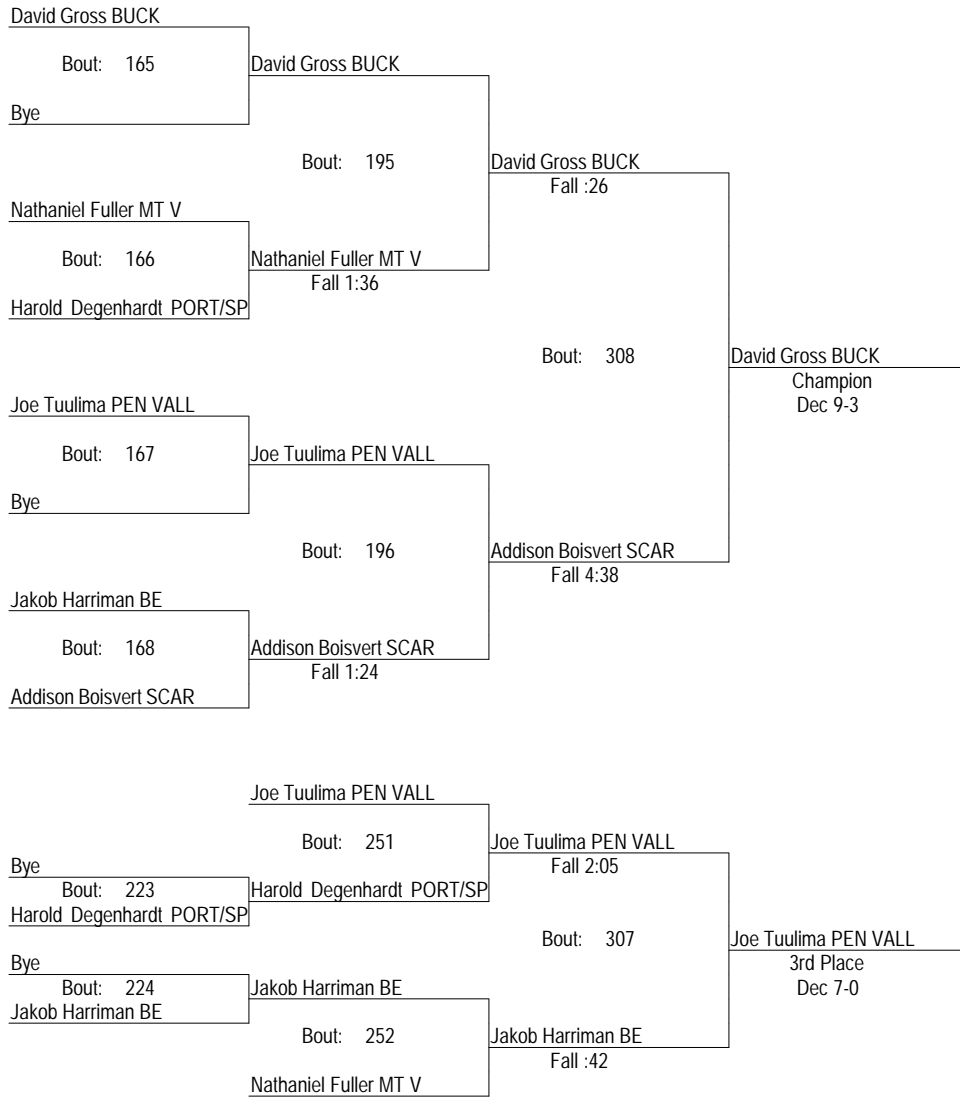 David Gross BUCK
Bout: 165
David Gross BUCK
Bye
Bout: 195
David Gross BUCK
Fall :26
Nathaniel Fuller MT V
Bout: 166
Nathaniel Fuller MT V
Fall 1:36
Harold Degenhardt PORT/SP
Bout: 308
David Gross BUCK
Champion
Dec 9-3
Joe Tuulima PEN VALL
Bout: 167
Joe Tuulima PEN VALL
Bye
Bout: 196
Addison Boisvert SCAR
Fall 4:38
Jakob Harriman BE
Bout: 168
Addison Boisvert SCAR
Fall 1:24
Addison Boisvert SCAR
Joe Tuulima PEN VALL
Bout: 251
Joe Tuulima PEN VALL
Fall 2:05
Bye
Bout: 223
Harold Degenhardt PORT/SP
Harold Degenhardt PORT/SP
Bout: 307
Joe Tuulima PEN VALL
3rd Place
Dec 7-0
Bye
Bout: 224
Jakob Harriman BE
Jakob Harriman BE
Bout: 252
Jakob Harriman BE
Fall :42
Nathaniel Fuller MT V